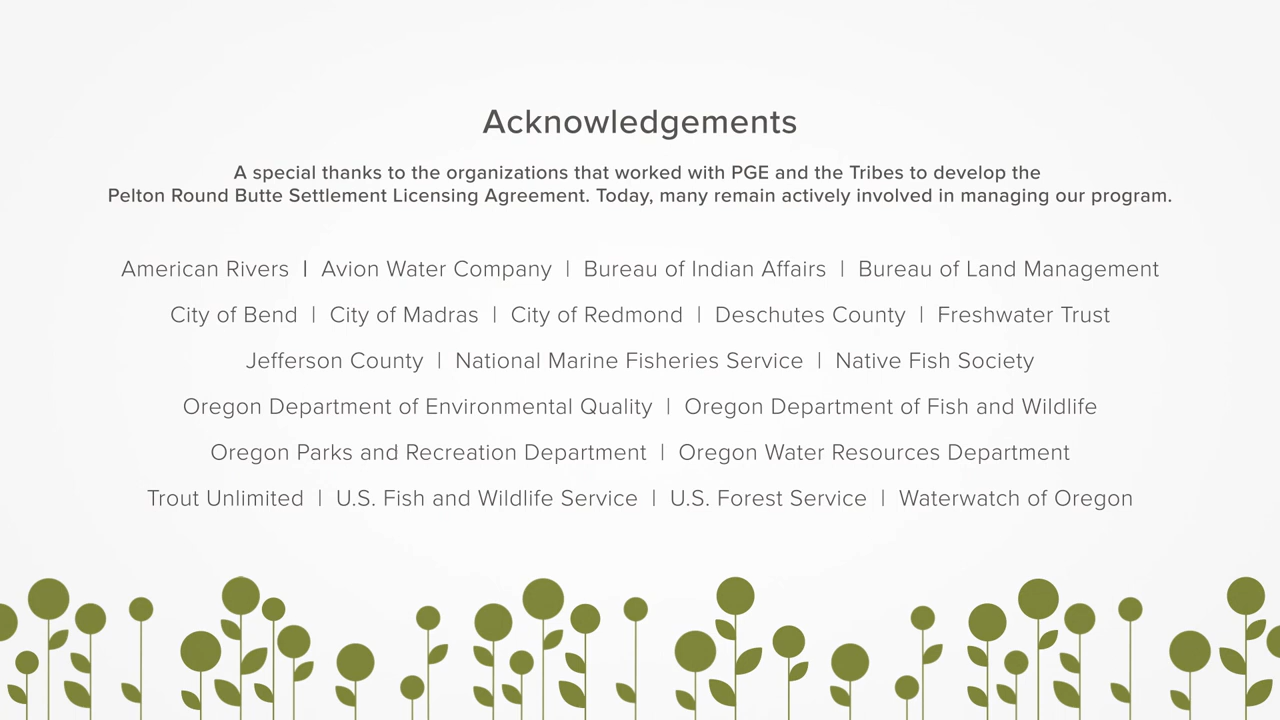 Acknowledgements
A special thanks to the organizations that worked with PGE and the Tribes to develop the
Pelton Round Butte Settlement Licensing Agreement. Today, many remain actively involved in managing our program.
American Rivers | Avion Water Company | Bureau of Indian Affairs | Bureau of Land Management
City of Bend | City of Madras | City of Redmond | Deschutes County | Freshwater Trust
Jefferson County | National Marine Fisheries Service | Native Fish Society
Oregon Department of Environmental Quality | Oregon Department of Fish and Wildlife
Oregon Parks and Recreation Department | Oregon Water Resources Department
Trout Unlimited | U.S. Fish and Wildlife Service | U.S. Forest Service | Waterwatch of Oregon